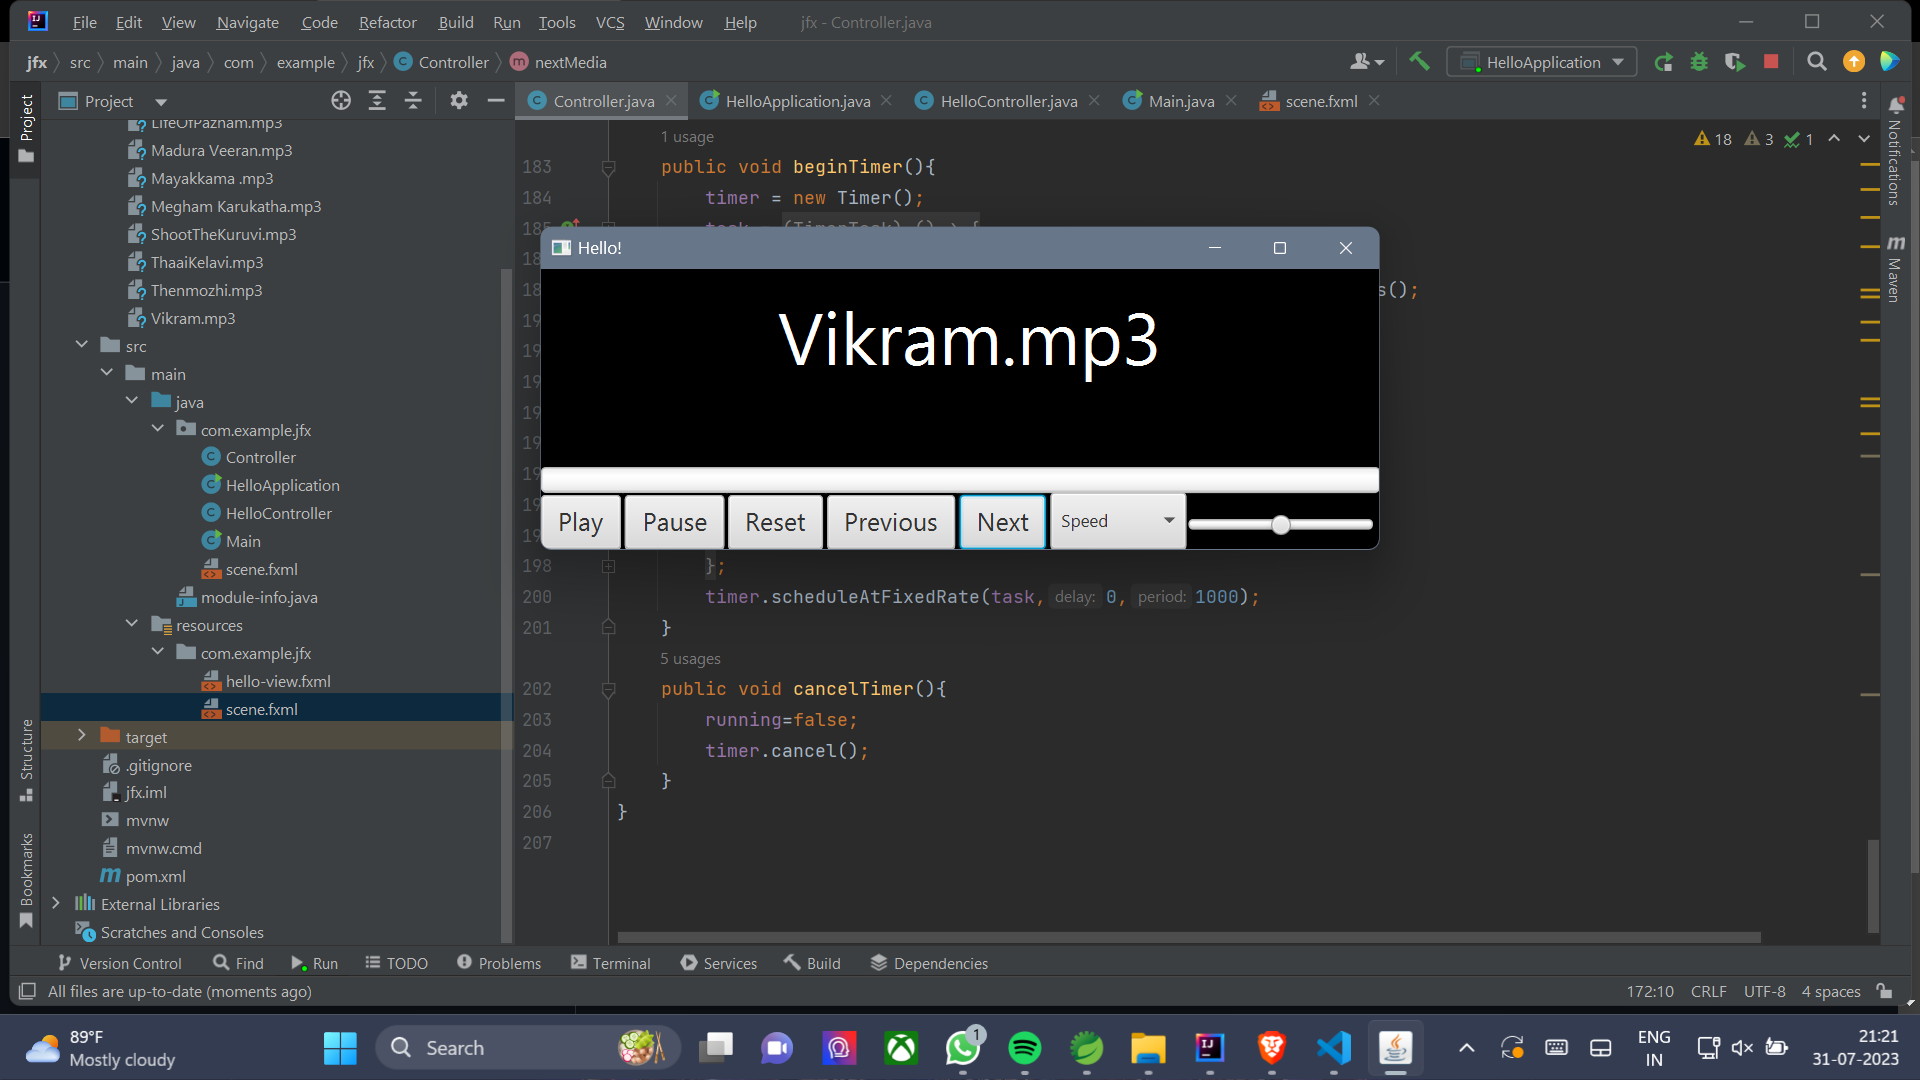 File Edit View Navigate Code Refactor Build Run Tools VCS Window Help jfx - Controller.java
jfx src main java com example jfx Controller nextMedia HelloApplication
Project
Controller.java HelloApplication.java HelloController.java Main.java scene.fxml
LifeOfPazham.mp3
Madura Veeran.mp3
Mayakkama .mp3
Megham Karukatha.mp3
ShootTheKuruvi.mp3
ThaaiKelavi.mp3
Thenmozhi.mp3
Vikram.mp3
src
main
java
com.example.jfx
Controller
HelloApplication
HelloController
Main
scene.fxml
module-info.java
resources
com.example.jfx
hello-view.fxml
scene.fxml
target
.gitignore
jfx.iml
mvnw
mvnw.cmd
pom.xml
External Libraries
Scratches and Consoles
Project
Structure
Bookmarks
1 usage
18 3 1
183 public void beginTimer(){
184 timer = new Timer();
s();
Hello!
Vikram.mp3
Play Pause Reset Previous Next Speed
198 };
200 timer.scheduleAtFixedRate(task, delay: 0, period: 1000);
201 }
5 usages
202 public void cancelTimer(){
203 running=false;
204 timer.cancel();
205 }
206 }
207
Notifications
Maven
Version Control Find Run TODO Problems Terminal Services Build Dependencies
All files are up-to-date (moments ago) 172:10 CRLF UTF-8 4 spaces
89°F
Mostly cloudy
Search
1
ENG
IN
21:21
31-07-2023